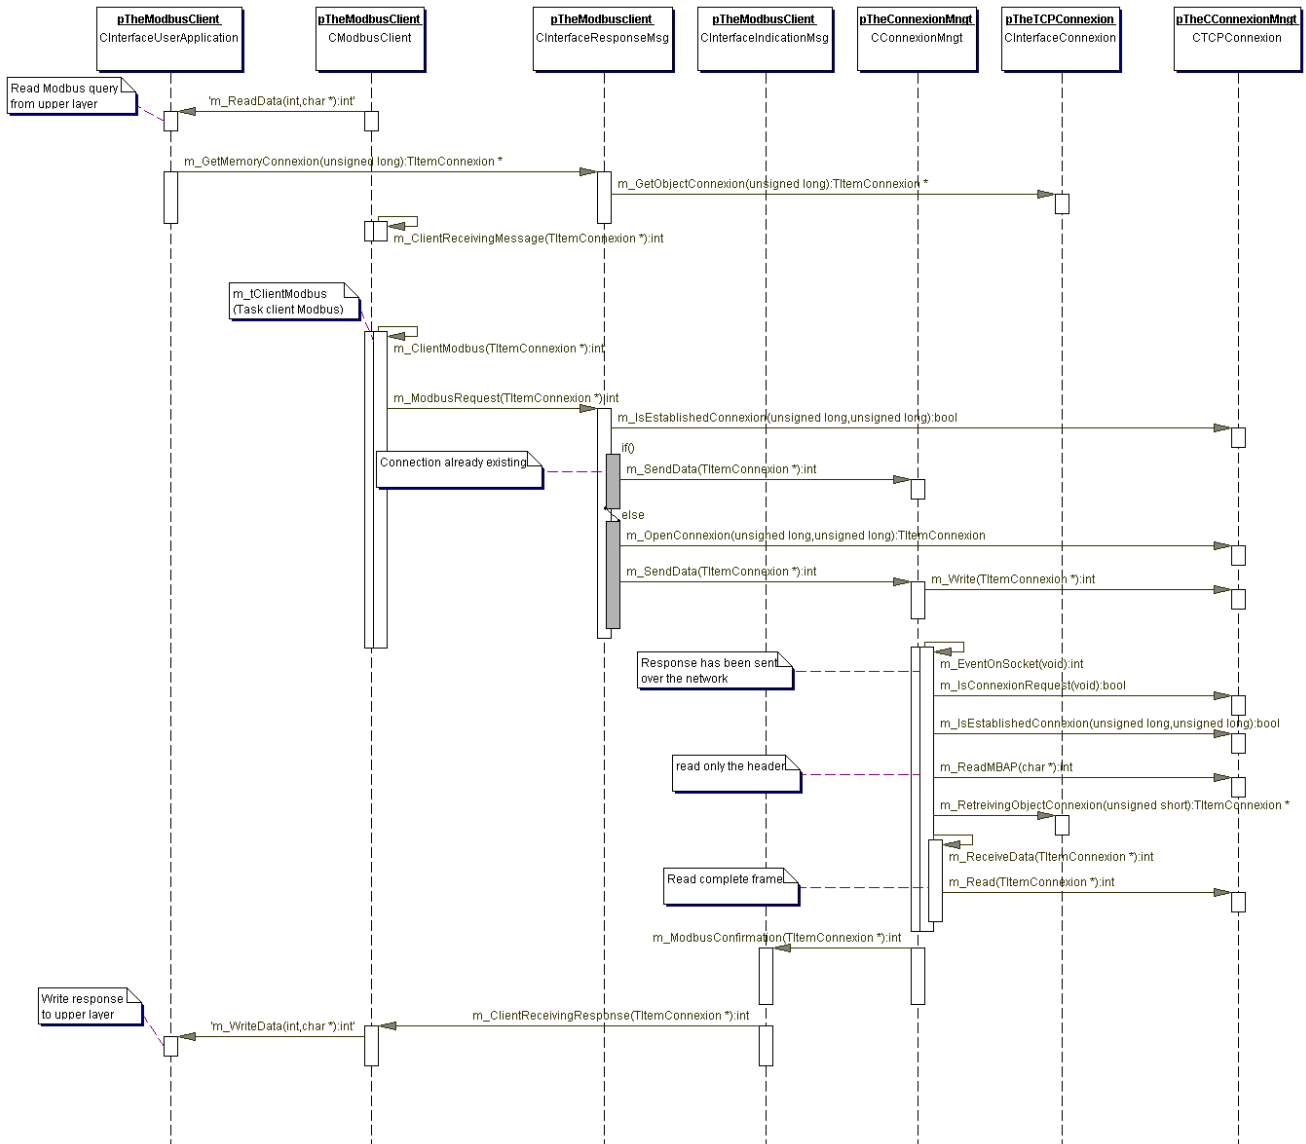 pTheModbusClient
CInterfaceUserApplication
pTheModbusClient
CModbusClient
pTheModbusclient
CInterfaceResponseMsg
pTheModbusClient
CInterfaceIndicationMsg
pTheConnexionMngt
CConnexionMngt
pTheTCPConnexion
CInterfaceConnexion
pTheCConnexionMngt
CTCPConnexion
Read Modbus query
from upper layer
'm_ReadData(int,char *):int'
m_GetMemoryConnexion(unsigned long):TItemConnexion *
m_GetObjectConnexion(unsigned long):TItemConnexion *
m_ClientReceivingMessage(TItemConnexion *):int
m_tClientModbus
(Task client Modbus)
m_ClientModbus(TItemConnexion *):int
m_ModbusRequest(TItemConnexion *):int
m_IsEstablishedConnexion(unsigned long,unsigned long):bool
if()
Connection already existing
m_SendData(TItemConnexion *):int
else
m_OpenConnexion(unsigned long,unsigned long):TItemConnexion
m_SendData(TItemConnexion *):int
m_Write(TItemConnexion *):int
Response has been sent
over the network
m_EventOnSocket(void):int
m_IsConnexionRequest(void):bool
m_IsEstablishedConnexion(unsigned long,unsigned long):bool
read only the header
m_ReadMBAP(char *):int
m_RetreivingObjectConnexion(unsigned short):TItemConnexion *
m_ReceiveData(TItemConnexion *):int
Read complete frame
m_Read(TItemConnexion *):int
m_ModbusConfirmation(TItemConnexion *):int
Write response
to upper layer
m_ClientReceivingResponse(TItemConnexion *):int
'm_WriteData(int,char *):int'